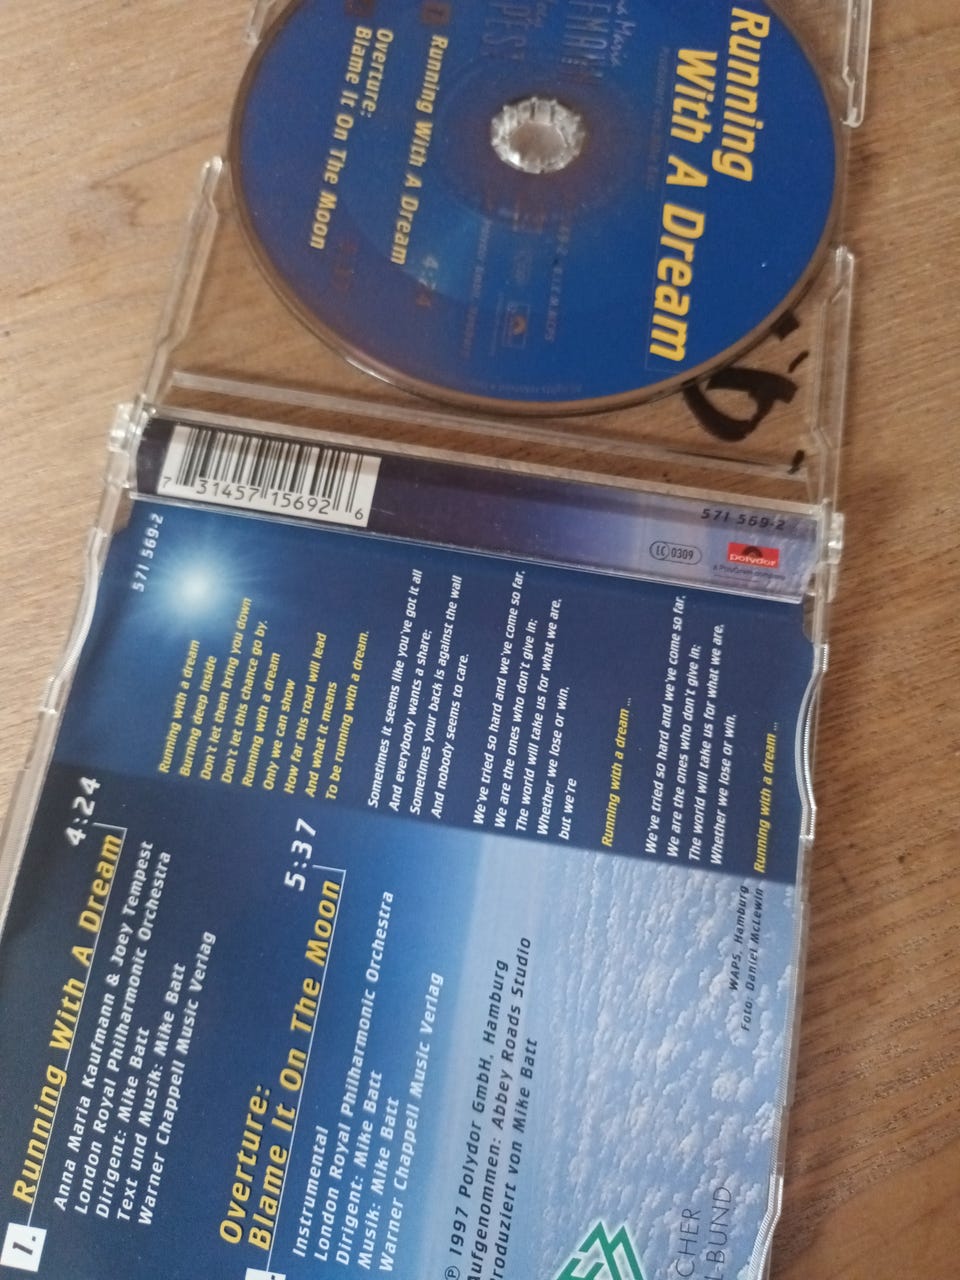 Running
With A Dream
Running With A Dream
4:24
Overture:
Blame It On The Moon
7 31457 15692 6
571 569-2
LC 0309
polydor
a PolyGram company
571 569-2
Running with a dream
Burning deep inside
Don't let them bring you down
Don't let this chance go by.
Running with a dream
Only we can show
How far this road will lead
And what it means
To be running with a dream.
Sometimes it seems like you've got it all
And everybody wants a share;
Sometimes your back is against the wall
And nobody seems to care.
We've tried so hard and we've come so far.
We are the ones who don't give in;
The world will take us for what we are,
Whether we lose or win.
but we're
Running with a dream ...
We've tried so hard and we've come so far.
We are the ones who don't give in;
The world will take us for what we are,
Whether we lose or win.
Running with a dream ...
1. Running With A Dream 4:24
Anna Maria Kaufmann & Joey Tempest
London Royal Philharmonic Orchestra
Dirigent: Mike Batt
Text und Musik: Mike Batt
Warner Chappell Music Verlag
Overture:
Blame It On The Moon 5:37
Instrumental
London Royal Philharmonic Orchestra
Dirigent: Mike Batt
Musik: Mike Batt
Warner Chappell Music Verlag
℗ 1997 Polydor GmbH, Hamburg
Aufgenommen: Abbey Roads Studio
roduziert von Mike Batt
WAPS, Hamburg
Foto: Daniel McLewin
CHER
L-BUND